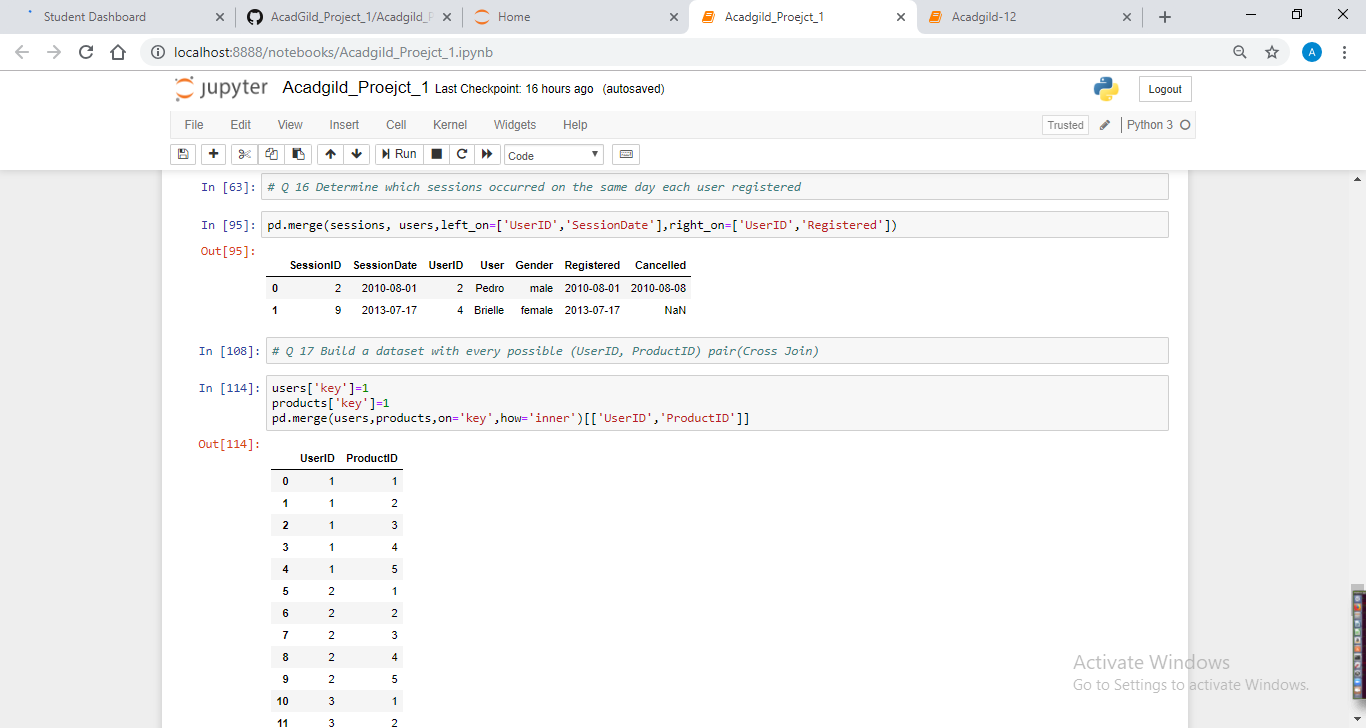 Student Dashboard
AcadGild_Project_1/Acadgild_P
Home
Acadgild_Proejct_1
Acadgild-12
localhost:8888/notebooks/Acadgild_Proejct_1.ipynb
A
jupyter Acadgild_Proejct_1 Last Checkpoint: 16 hours ago (autosaved)
Logout
File Edit View Insert Cell Kernel Widgets Help
Trusted
Python 3
Run
Code
In [63]: # Q 16 Determine which sessions occurred on the same day each user registered
In [95]: pd.merge(sessions, users,left_on=['UserID','SessionDate'],right_on=['UserID','Registered'])
Out[95]:
SessionID SessionDate UserID User Gender Registered Cancelled
0 2 2010-08-01 2 Pedro male 2010-08-01 2010-08-08
1 9 2013-07-17 4 Brielle female 2013-07-17 NaN
In [108]: # Q 17 Build a dataset with every possible (UserID, ProductID) pair(Cross Join)
In [114]: users['key']=1
products['key']=1
pd.merge(users,products,on='key',how='inner')[['UserID','ProductID']]
Out[114]:
UserID ProductID
0 1 1
1 1 2
2 1 3
3 1 4
4 1 5
5 2 1
6 2 2
7 2 3
8 2 4
9 2 5
10 3 1
11 3 2
Activate Windows
Go to Settings to activate Windows.